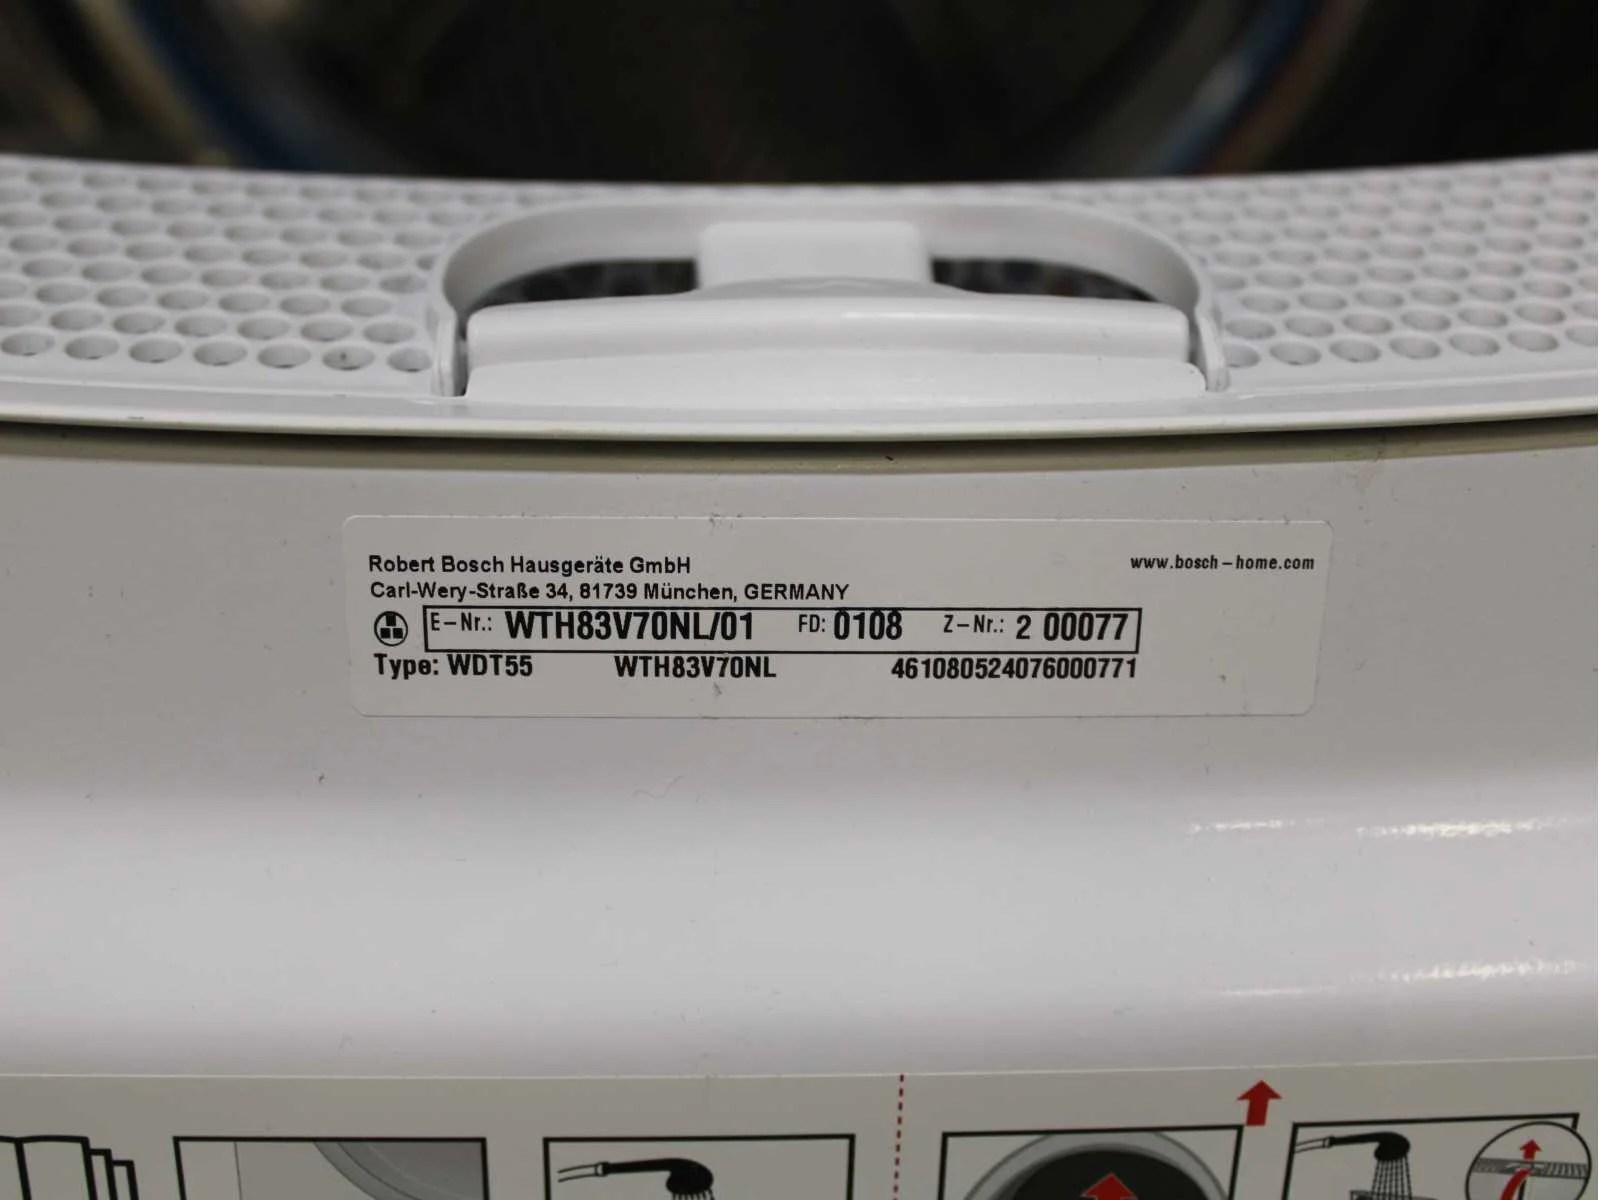 Robert Bosch Hausgeräte GmbH
www.bosch-home.com
Carl-Wery-Straße 34, 81739 München, GERMANY
E-Nr.: WTH83V70NL/01 FD: 0108 Z-Nr.: 2 00077
Type: WDT55 WTH83V70NL 461080524076000771